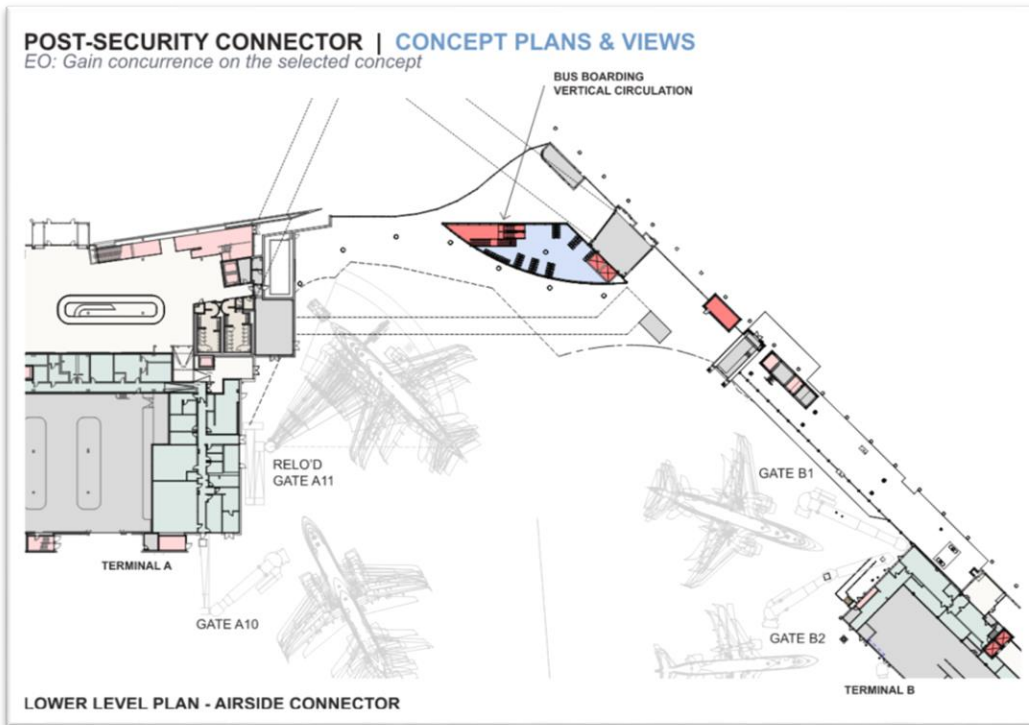 POST-SECURITY CONNECTOR | CONCEPT PLANS & VIEWS
EO: Gain concurrence on the selected concept
BUS BOARDING
VERTICAL CIRCULATION
RELO'D
GATE A11
GATE B1
TERMINAL A
GATE A10
GATE B2
TERMINAL B
LOWER LEVEL PLAN - AIRSIDE CONNECTOR